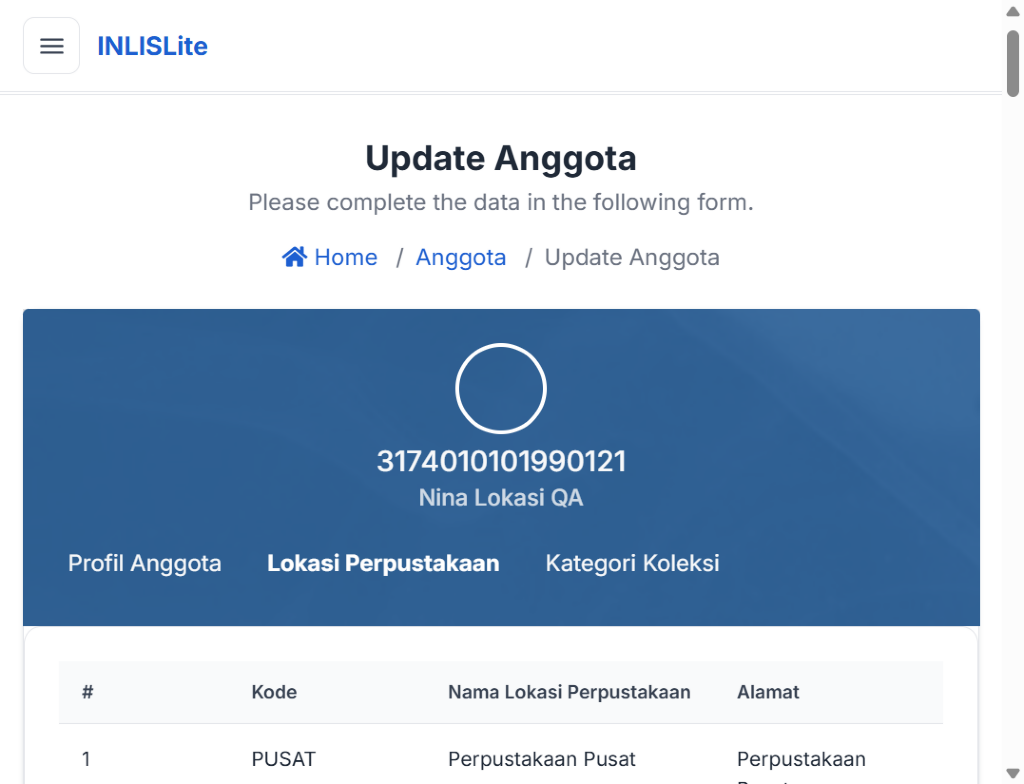 INLISLite
Update Anggota
Please complete the data in the following form.
Home / Anggota / Update Anggota
3174010101990121
Nina Lokasi QA
Profil Anggota Lokasi Perpustakaan Kategori Koleksi
# Kode Nama Lokasi Perpustakaan Alamat
1 PUSAT Perpustakaan Pusat Perpustakaan